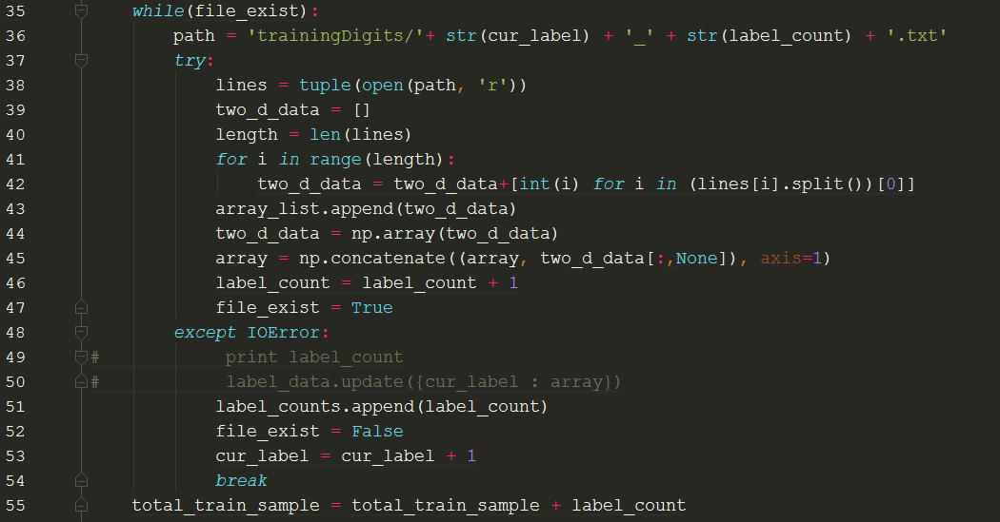 35 while(file_exist):
36 path = 'trainingDigits/'+ str(cur_label) + '_' + str(label_count) + '.txt'
37 try:
38 lines = tuple(open(path, 'r'))
39 two_d_data = []
40 length = len(lines)
41 for i in range(length):
42 two_d_data = two_d_data+[int(i) for i in (lines[i].split())[0]]
43 array_list.append(two_d_data)
44 two_d_data = np.array(two_d_data)
45 array = np.concatenate((array, two_d_data[:,None]), axis=1)
46 label_count = label_count + 1
47 file_exist = True
48 except IOError:
49 # print label_count
50 # label_data.update({cur_label : array})
51 label_counts.append(label_count)
52 file_exist = False
53 cur_label = cur_label + 1
54 break
55 total_train_sample = total_train_sample + label_count